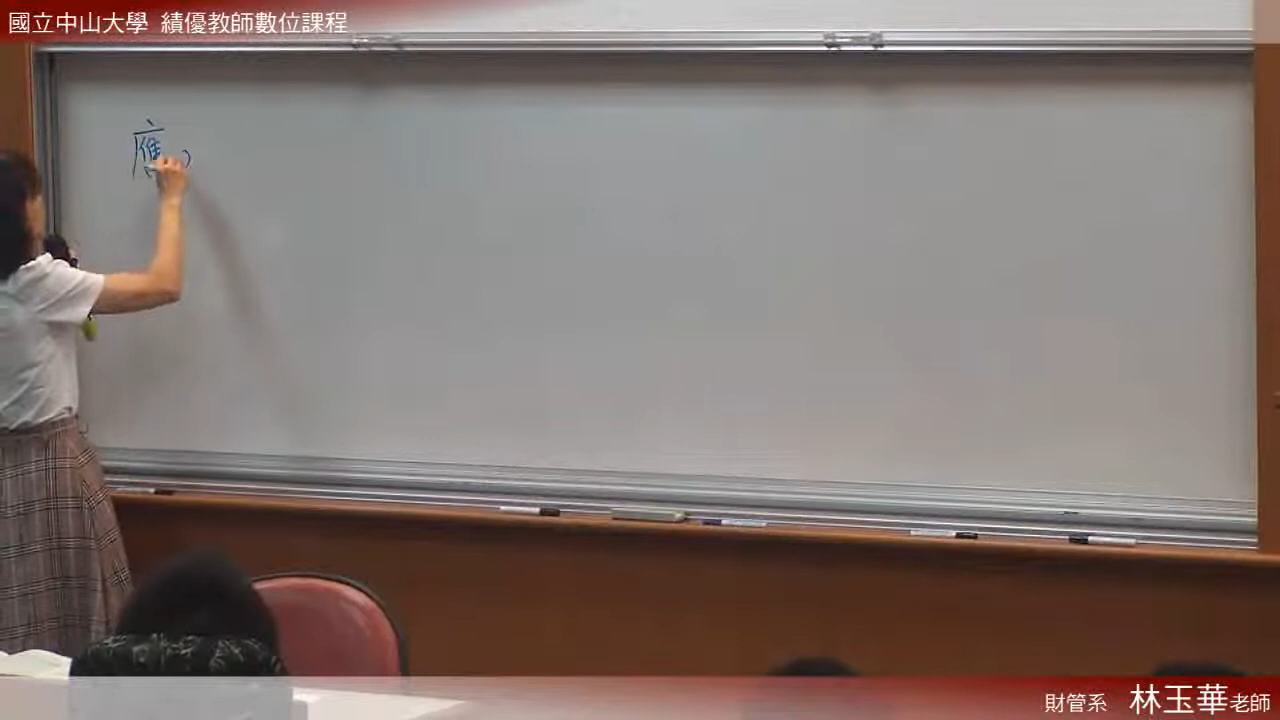 國立中山大學 績優教師數位課程
應
財管系 林玉華老師